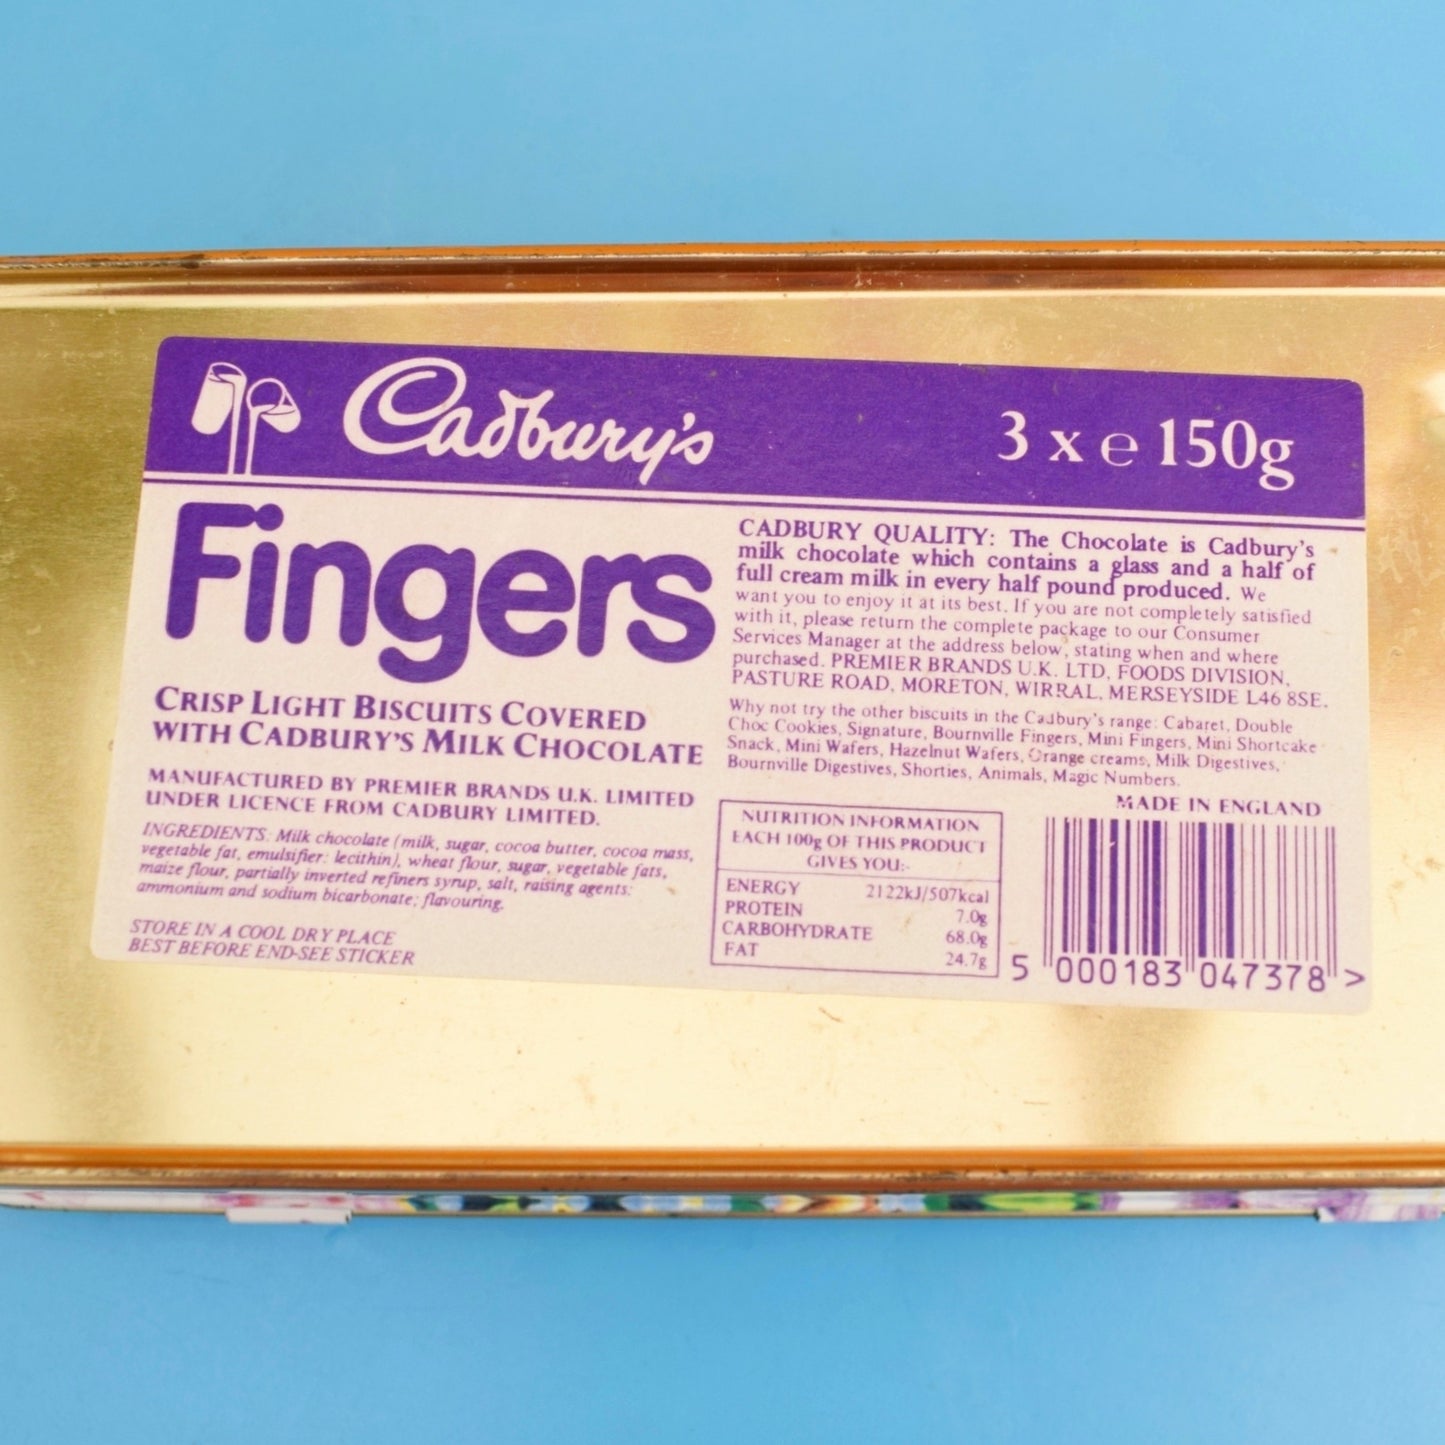 Cadbury's
3 x e 150g
Fingers
CRISP LIGHT BISCUITS COVERED
WITH CADBURY'S MILK CHOCOLATE
MANUFACTURED BY PREMIER BRANDS U.K. LIMITED
UNDER LICENCE FROM CADBURY LIMITED.
INGREDIENTS: Milk chocolate (milk, sugar, cocoa butter, cocoa mass,
vegetable fat, emulsifier: lecithin), wheat flour, sugar, vegetable fats,
maize flour, partially inverted refiners syrup, salt, raising agents:
ammonium and sodium bicarbonate; flavouring.
STORE IN A COOL DRY PLACE
BEST BEFORE END-SEE STICKER
CADBURY QUALITY: The Chocolate is Cadbury's
milk chocolate which contains a glass and a half of
full cream milk in every half pound produced. We
want you to enjoy it at its best. If you are not completely satisfied
with it, please return the complete package to our Consumer
Services Manager at the address below, stating when and where
purchased. PREMIER BRANDS U.K. LTD, FOODS DIVISION,
PASTURE ROAD, MORETON, WIRRAL, MERSEYSIDE L46 8SE.
Why not try the other biscuits in the Cadbury's range: Cabaret, Double
Choc Cookies, Signature, Bournville Fingers, Mini Fingers, Mini Shortcake
Snack, Mini Wafers, Hazelnut Wafers, Orange creams, Milk Digestives,
Bournville Digestives, Shorties, Animals, Magic Numbers.
MADE IN ENGLAND
NUTRITION INFORMATION
EACH 100g OF THIS PRODUCT
GIVES YOU:-
ENERGY 2122kJ/507kcal
PROTEIN 7.0g
CARBOHYDRATE 68.0g
FAT 24.7g
5 000183 047378 >